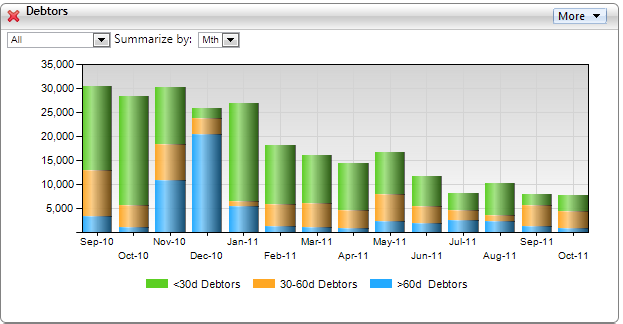 Debtors
More
All Summarize by: Mth
35,000
30,000
25,000
20,000
15,000
10,000
5,000
Sep-10 Nov-10 Jan-11 Mar-11 May-11 Jul-11 Sep-11
Oct-10 Dec-10 Feb-11 Apr-11 Jun-11 Aug-11 Oct-11
<30d Debtors 30-60d Debtors >60d Debtors